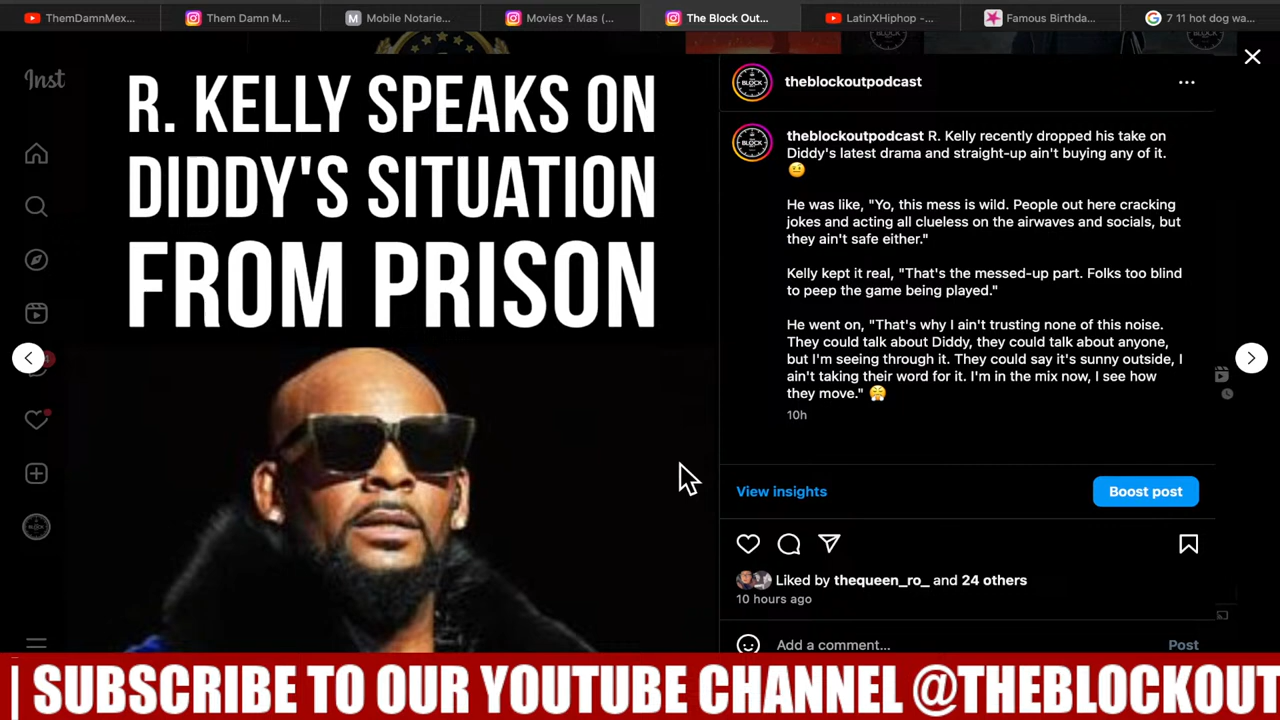 ThemDamnMex...
Them Damn M...
Mobile Notarie...
Movies Y Mas (...
The Block Out...
LatinXHiphop -...
Famous Birthda...
7 11 hot dog wa...
Inst
R. KELLY SPEAKS ON
DIDDY'S SITUATION
FROM PRISON
theblockoutpodcast
theblockoutpodcast R. Kelly recently dropped his take on
Diddy's latest drama and straight-up ain't buying any of it.
🤨
He was like, "Yo, this mess is wild. People out here cracking
jokes and acting all clueless on the airwaves and socials, but
they ain't safe either."
Kelly kept it real, "That's the messed-up part. Folks too blind
to peep the game being played."
He went on, "That's why I ain't trusting none of this noise.
They could talk about Diddy, they could talk about anyone,
but I'm seeing through it. They could say it's sunny outside, I
ain't taking their word for it. I'm in the mix now, I see how
they move." 😤
10h
View insights
Boost post
Liked by thequeen_ro_ and 24 others
10 hours ago
Add a comment...
Post
| SUBSCRIBE TO OUR YOUTUBE CHANNEL @THEBLOCKOUT